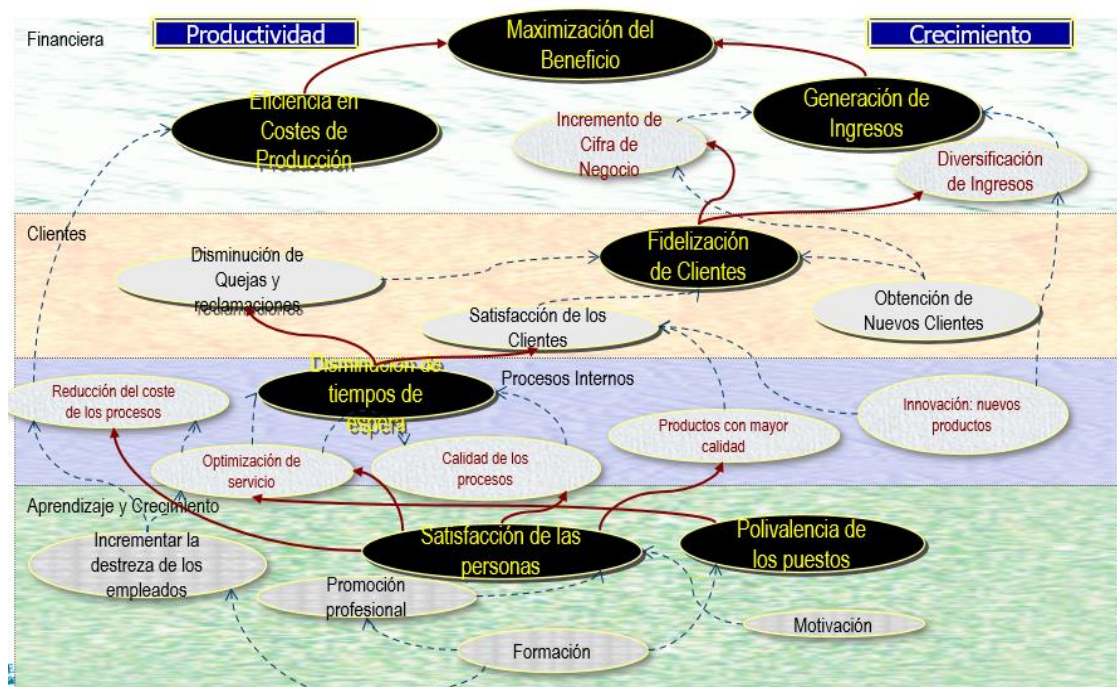 Financiera
Productividad
Maximización del
Beneficio
Crecimiento
Eficiencia en
Costes de
Producción
Incremento de
Cifra de
Negocio
Generación de
Ingresos
Diversificación
de Ingresos
Clientes
Disminución de
Quejas y
reclamaciones
Fidelización
de Clientes
Satisfacción de los
Clientes
Obtención de
Nuevos Clientes
Procesos Internos
Reducción del coste
de los procesos
Disminución de
tiempos de
espera
Optimización de
servicio
Calidad de los
procesos
Productos con mayor
calidad
Innovación: nuevos
productos
Aprendizaje y Crecimiento
Incrementar la
destreza de los
empleados
Satisfacción de las
personas
Polivalencia de
los puestos
Promoción
profesional
Formación
Motivación